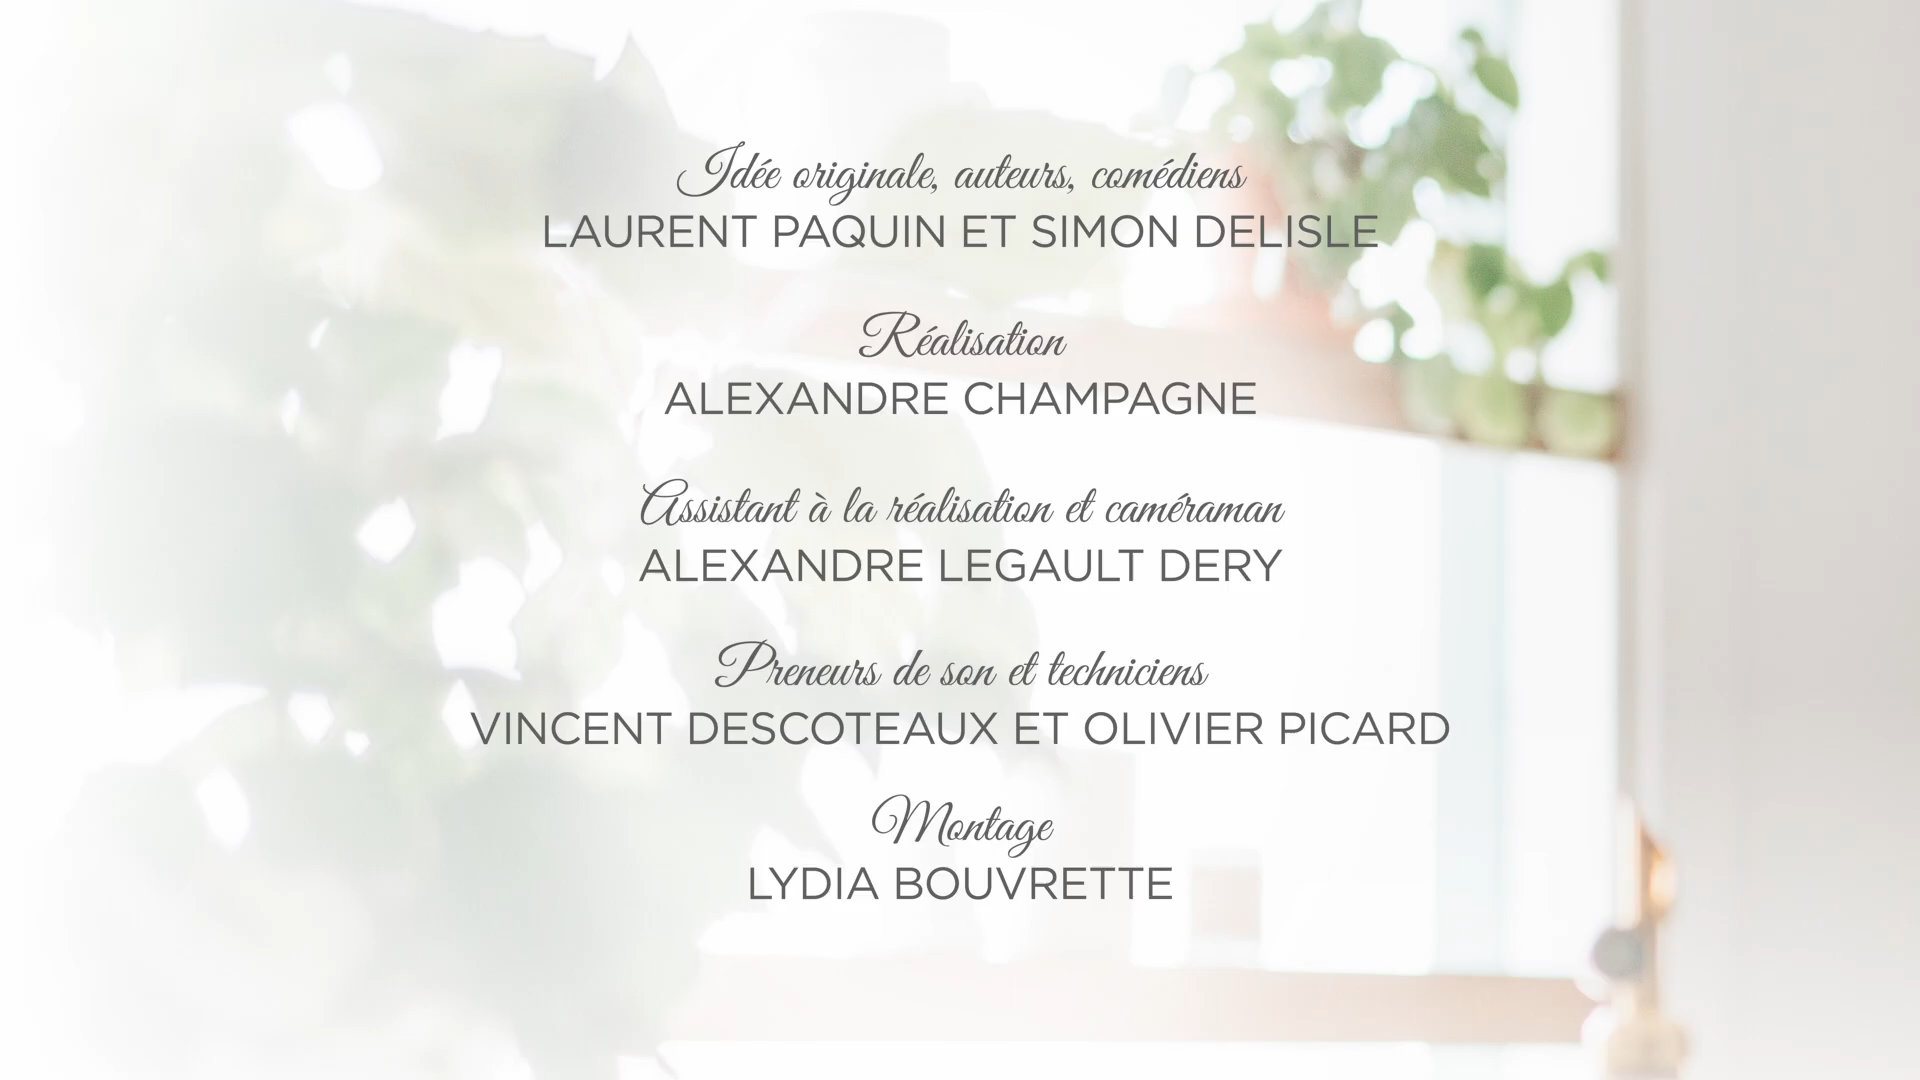 Idée originale, auteurs, comédiens
LAURENT PAQUIN ET SIMON DELISLE
Réalisation
ALEXANDRE CHAMPAGNE
Assistant à la réalisation et caméraman
ALEXANDRE LEGAULT DERY
Preneurs de son et techniciens
VINCENT DESCOTEAUX ET OLIVIER PICARD
Montage
LYDIA BOUVRETTE